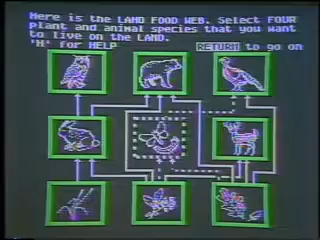 Here is the LAND FOOD WEB. Select FOUR
plant and animal species that you want
to live on the LAND.
'H' for HELP RETURN to go on